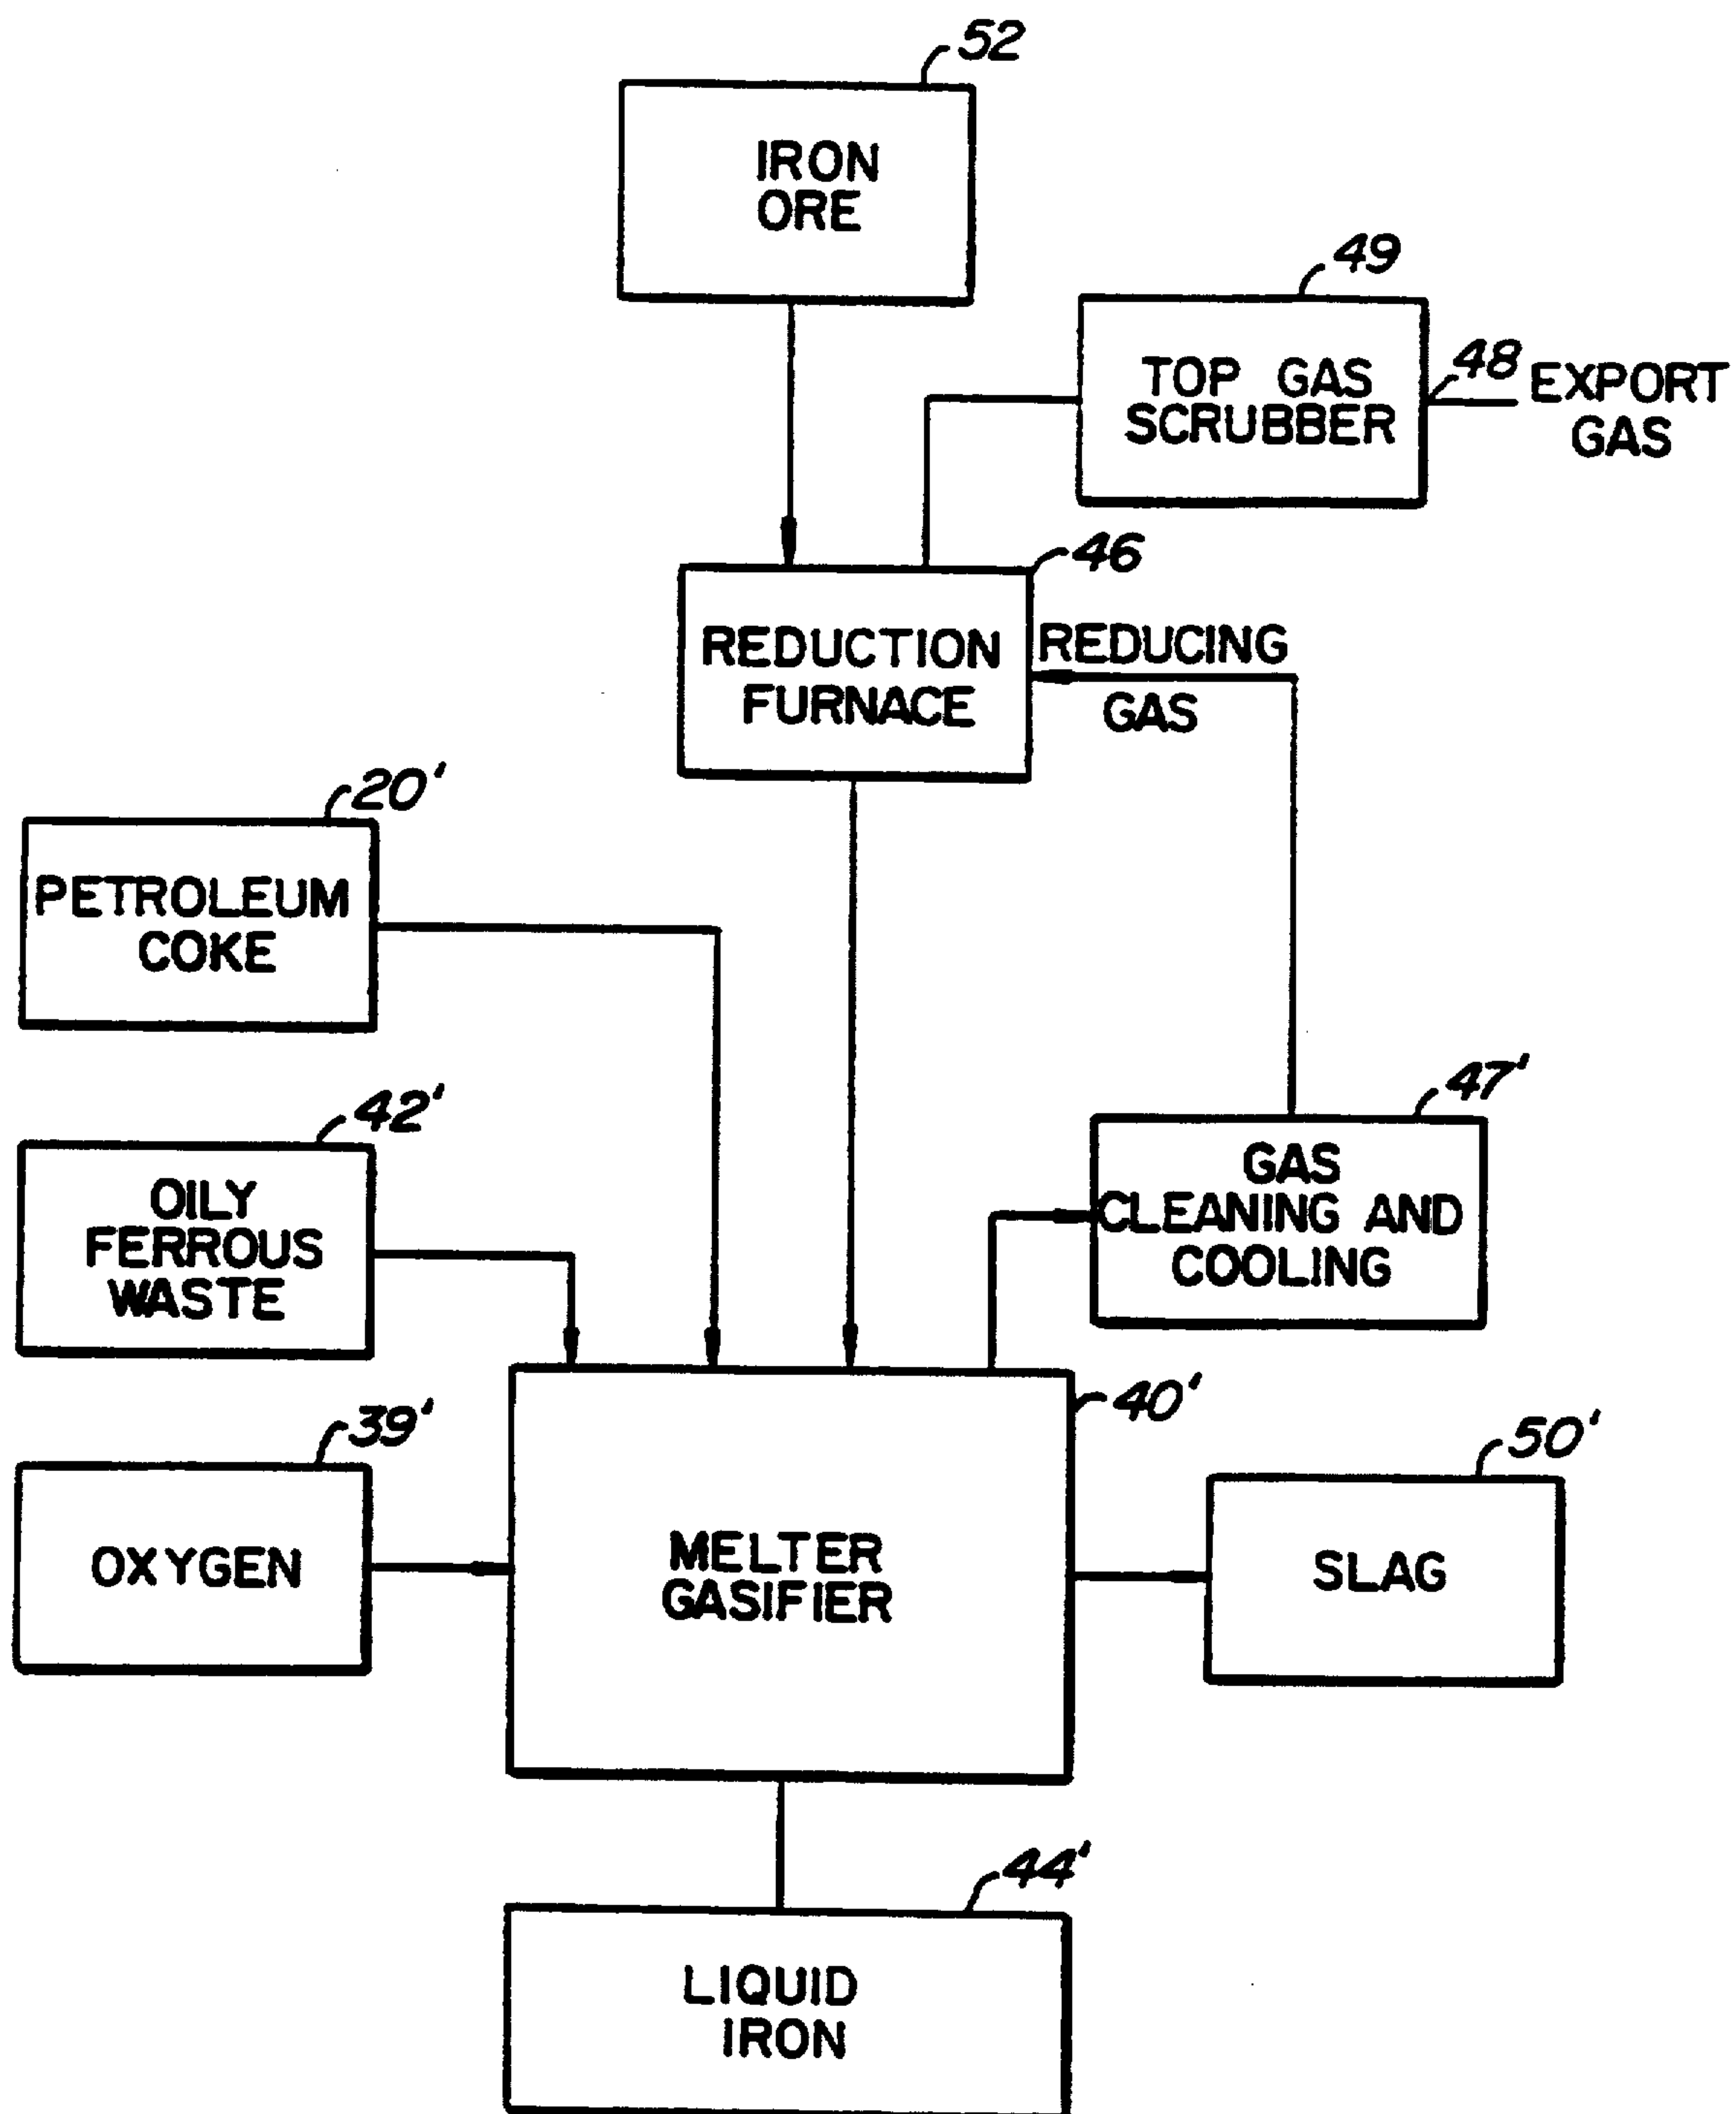 52
IRON
ORE
49
TOP GAS
SCRUBBER
48
EXPORT
GAS
46
REDUCTION
FURNACE
REDUCING
GAS
20'
PETROLEUM
COKE
42'
OILY
FERROUS
WASTE
47'
GAS
CLEANING AND
COOLING
39'
OXYGEN
40'
MELTER
GASIFIER
50'
SLAG
44'
LIQUID
IRON